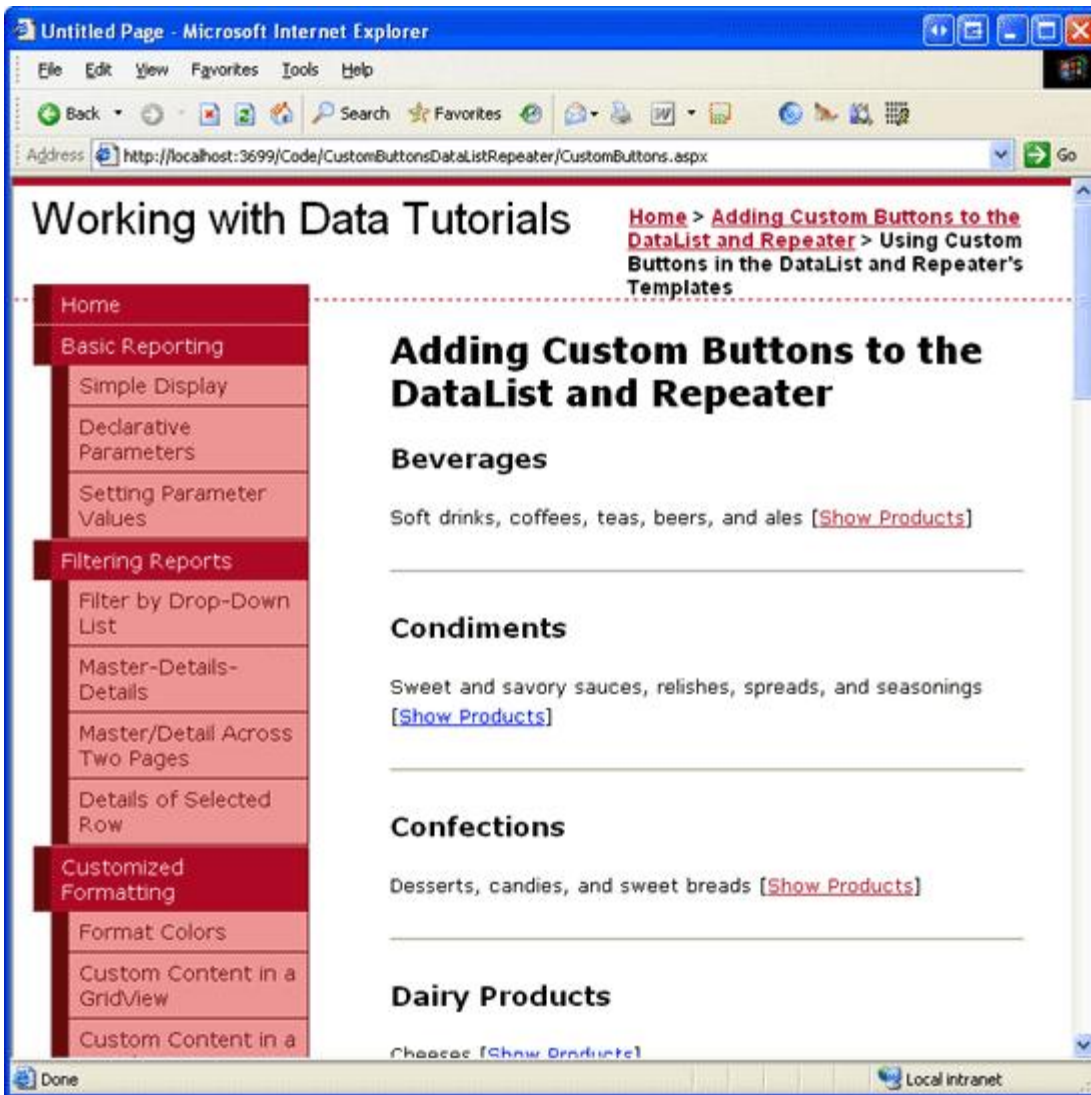 Untitled Page - Microsoft Internet Explorer
File Edit View Favorites Tools Help
Back Search Favorites
Address http://localhost:3699/Code/CustomButtonsDataListRepeater/CustomButtons.aspx Go
Working with Data Tutorials
Home > Adding Custom Buttons to the
DataList and Repeater > Using Custom
Buttons in the DataList and Repeater's
Templates
Home
Basic Reporting
Simple Display
Declarative
Parameters
Setting Parameter
Values
Filtering Reports
Filter by Drop-Down
List
Master-Details-
Details
Master/Detail Across
Two Pages
Details of Selected
Row
Customized
Formatting
Format Colors
Custom Content in a
GridView
Custom Content in a
Adding Custom Buttons to the
DataList and Repeater
Beverages
Soft drinks, coffees, teas, beers, and ales [Show Products]
Condiments
Sweet and savory sauces, relishes, spreads, and seasonings
[Show Products]
Confections
Desserts, candies, and sweet breads [Show Products]
Dairy Products
Cheeses [Show Products]
Done
Local intranet